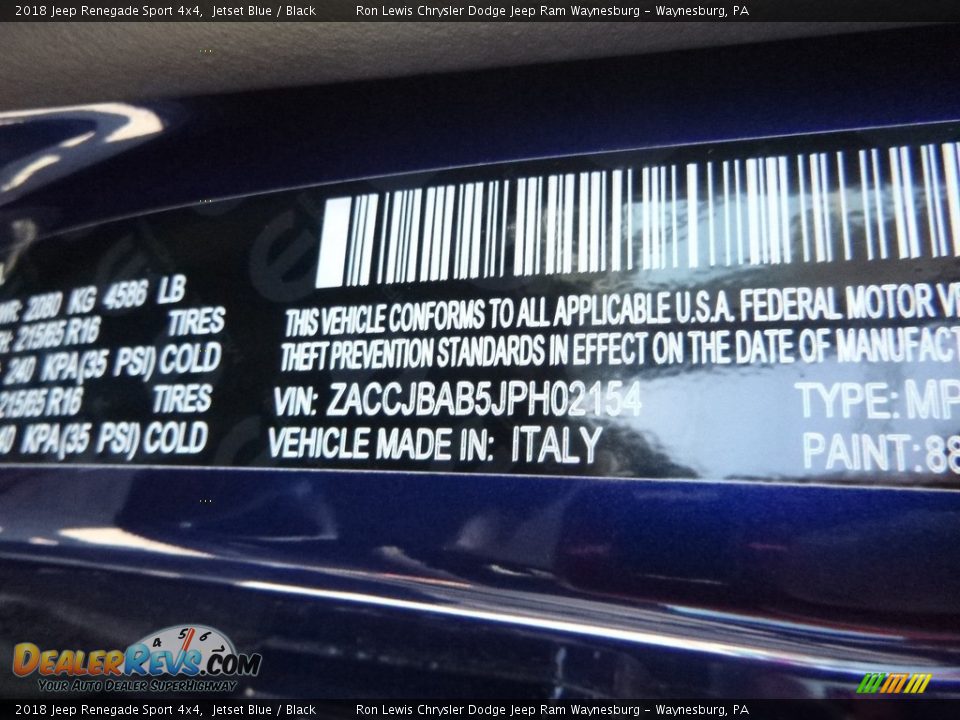 2018 Jeep Renegade Sport 4x4,  Jetset Blue / Black     Ron Lewis Chrysler Dodge Jeep Ram Waynesburg - Waynesburg, PA
2080 KG 4586 LB
215/65 R16 TIRES
240 KPA(35 PSI) COLD
215/65 R16 TIRES
KPA(35 PSI) COLD
THIS VEHICLE CONFORMS TO ALL APPLICABLE U.S.A. FEDERAL MOTOR
THEFT PREVENTION STANDARDS IN EFFECT ON THE DATE OF MANUFACT
VIN: ZACCJBAB5JPH02154 TYPE: MP
VEHICLE MADE IN: ITALY PAINT: 88
4 5 6
DealerRevs.com
Your Auto Dealer SuperHighway
2018 Jeep Renegade Sport 4x4,  Jetset Blue / Black     Ron Lewis Chrysler Dodge Jeep Ram Waynesburg - Waynesburg, PA